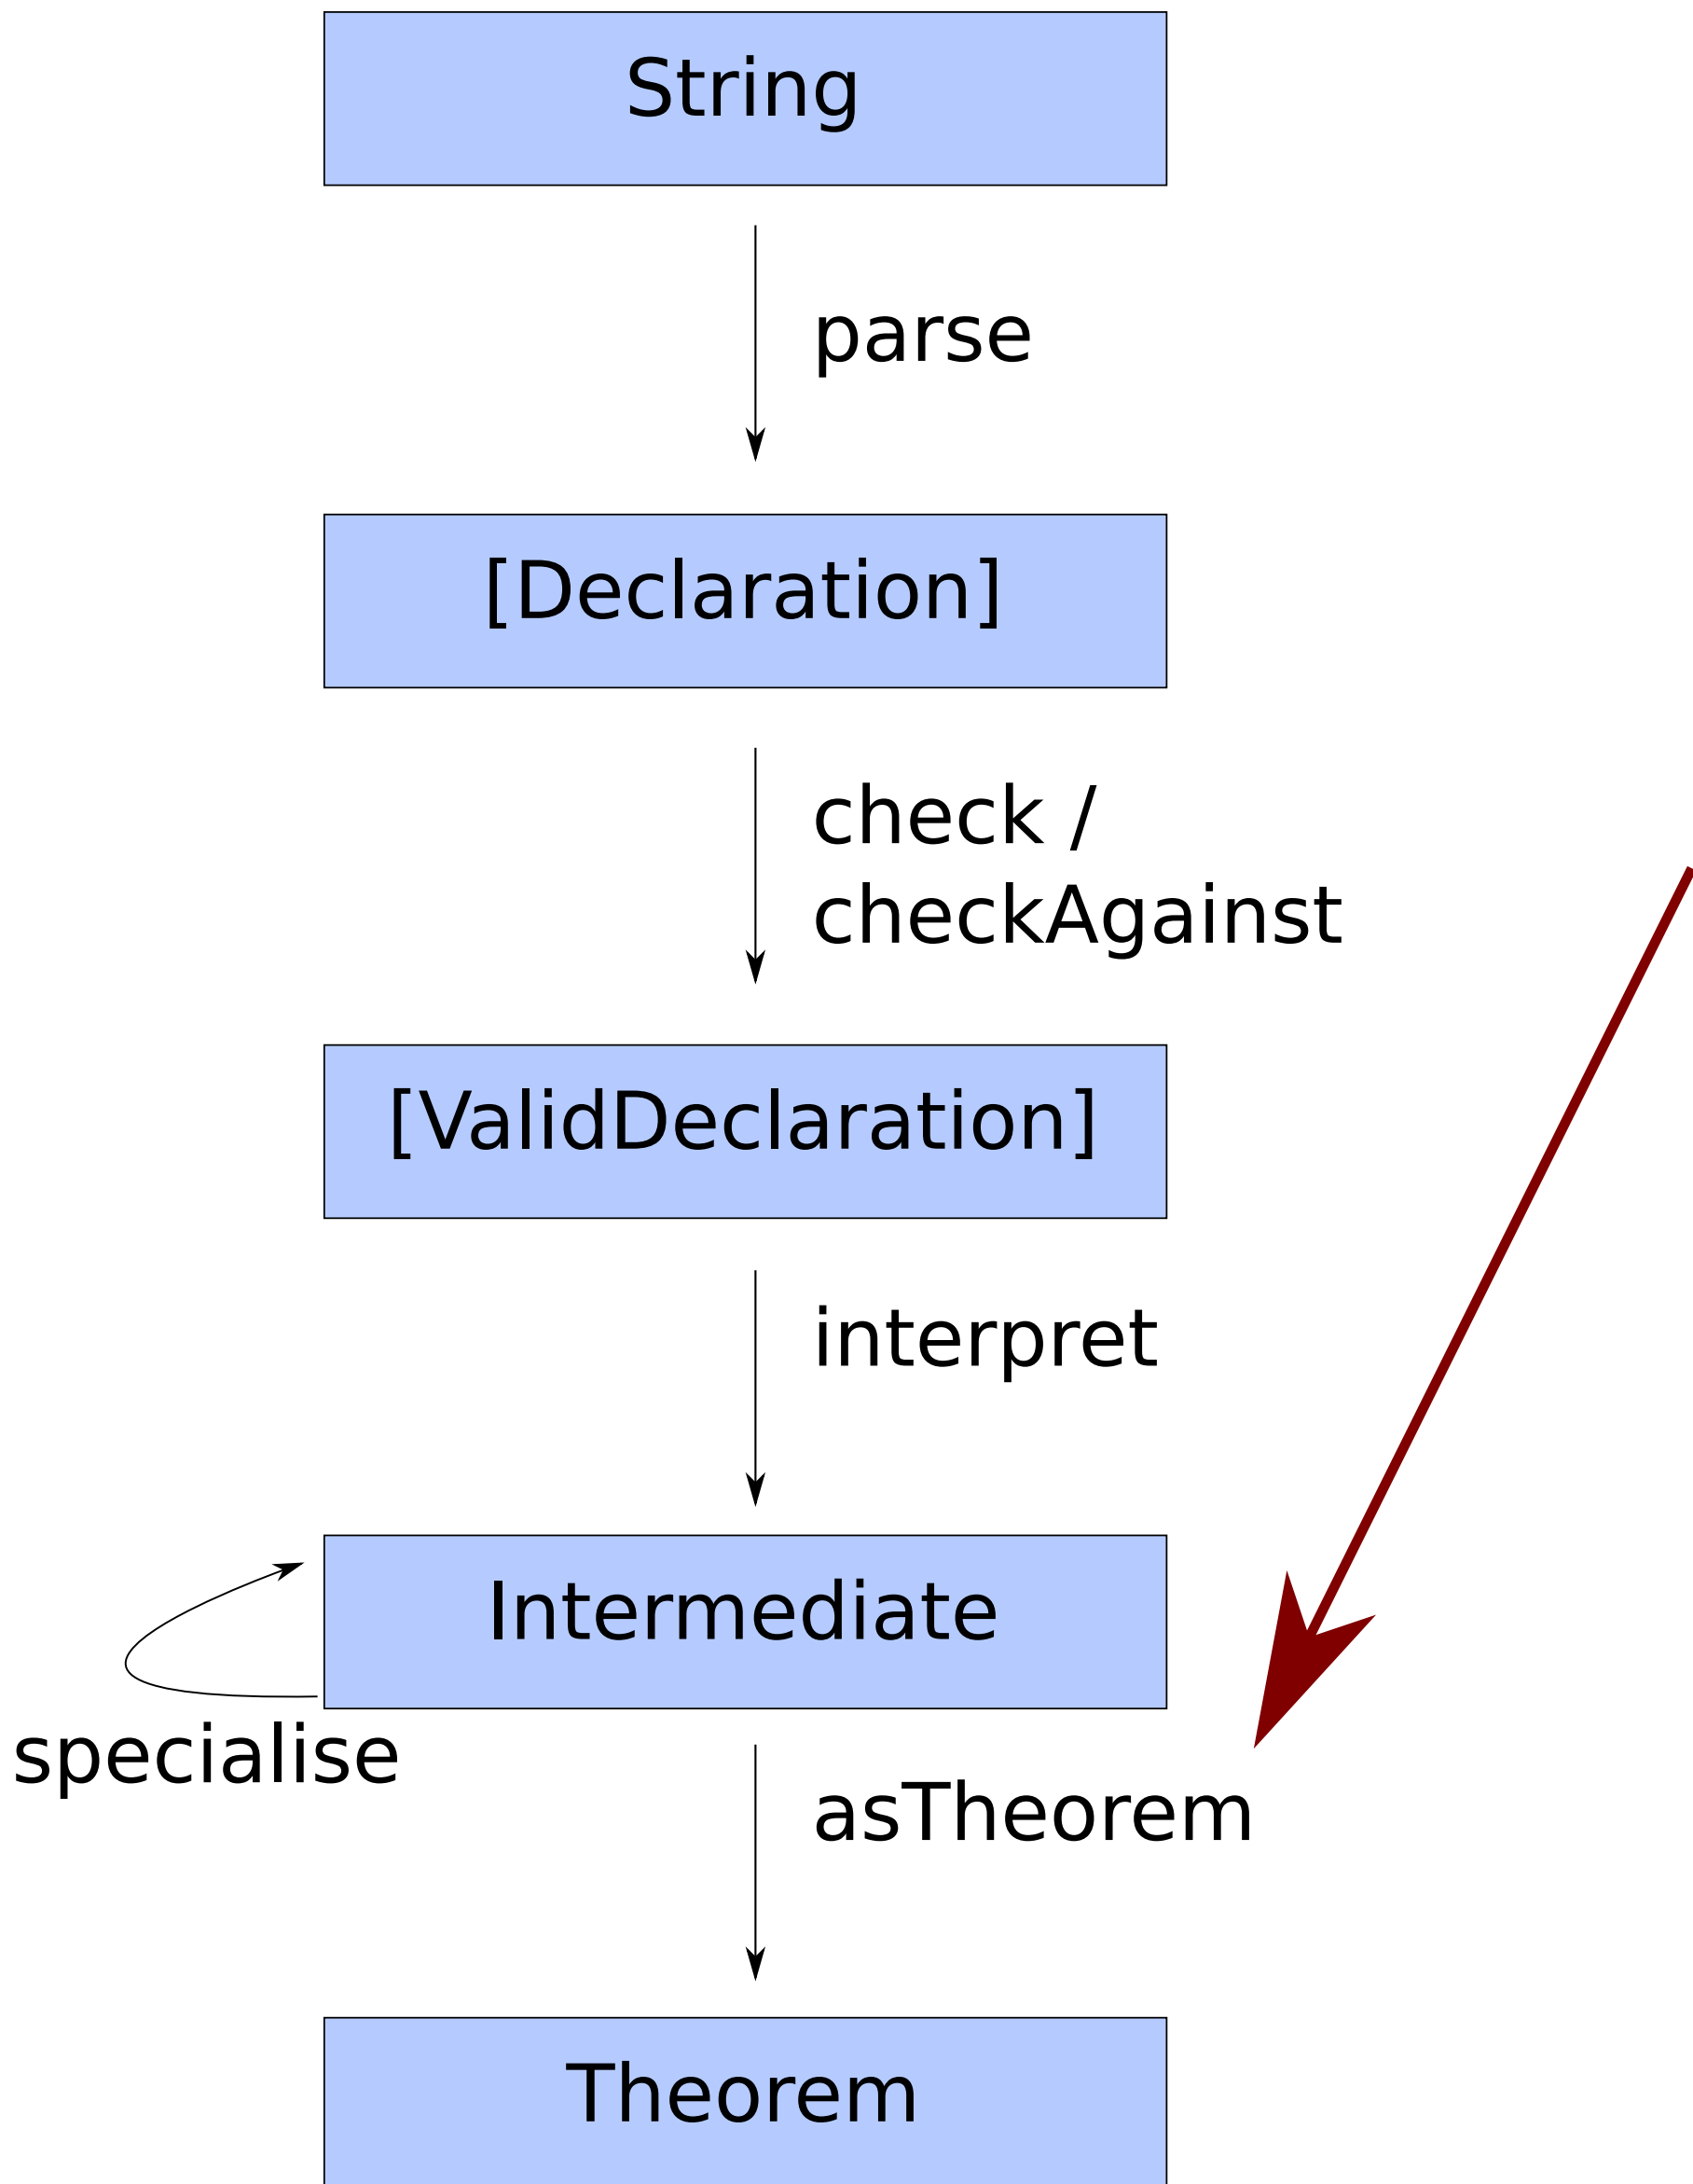 String
parse
[Declaration]
check /
checkAgainst
[ValidDeclaration]
interpret
Intermediate
specialise
asTheorem
Theorem